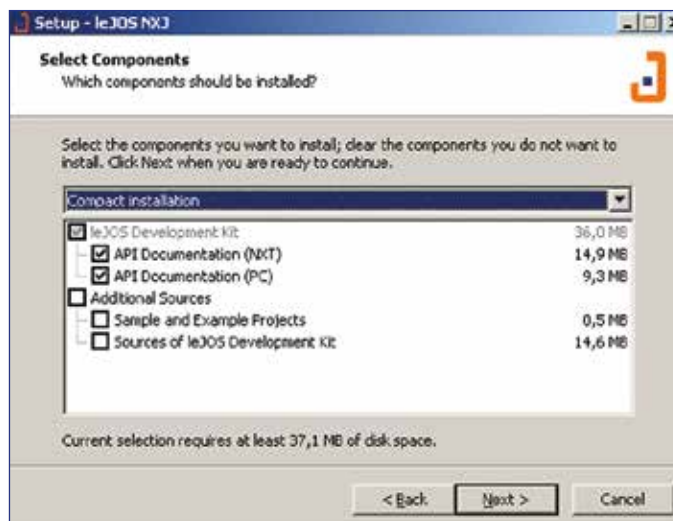 Setup - leJOS NXJ
Select Components
Which components should be installed?
Select the components you want to install; clear the components you do not want to
install. Click Next when you are ready to continue.
Compact installation
leJOS Development Kit 36,0 MB
API Documentation (NXT) 14,9 MB
API Documentation (PC) 9,3 MB
Additional Sources
Sample and Example Projects 0,5 MB
Sources of leJOS Development Kit 14,6 MB
Current selection requires at least 37,1 MB of disk space.
< Back Next > Cancel